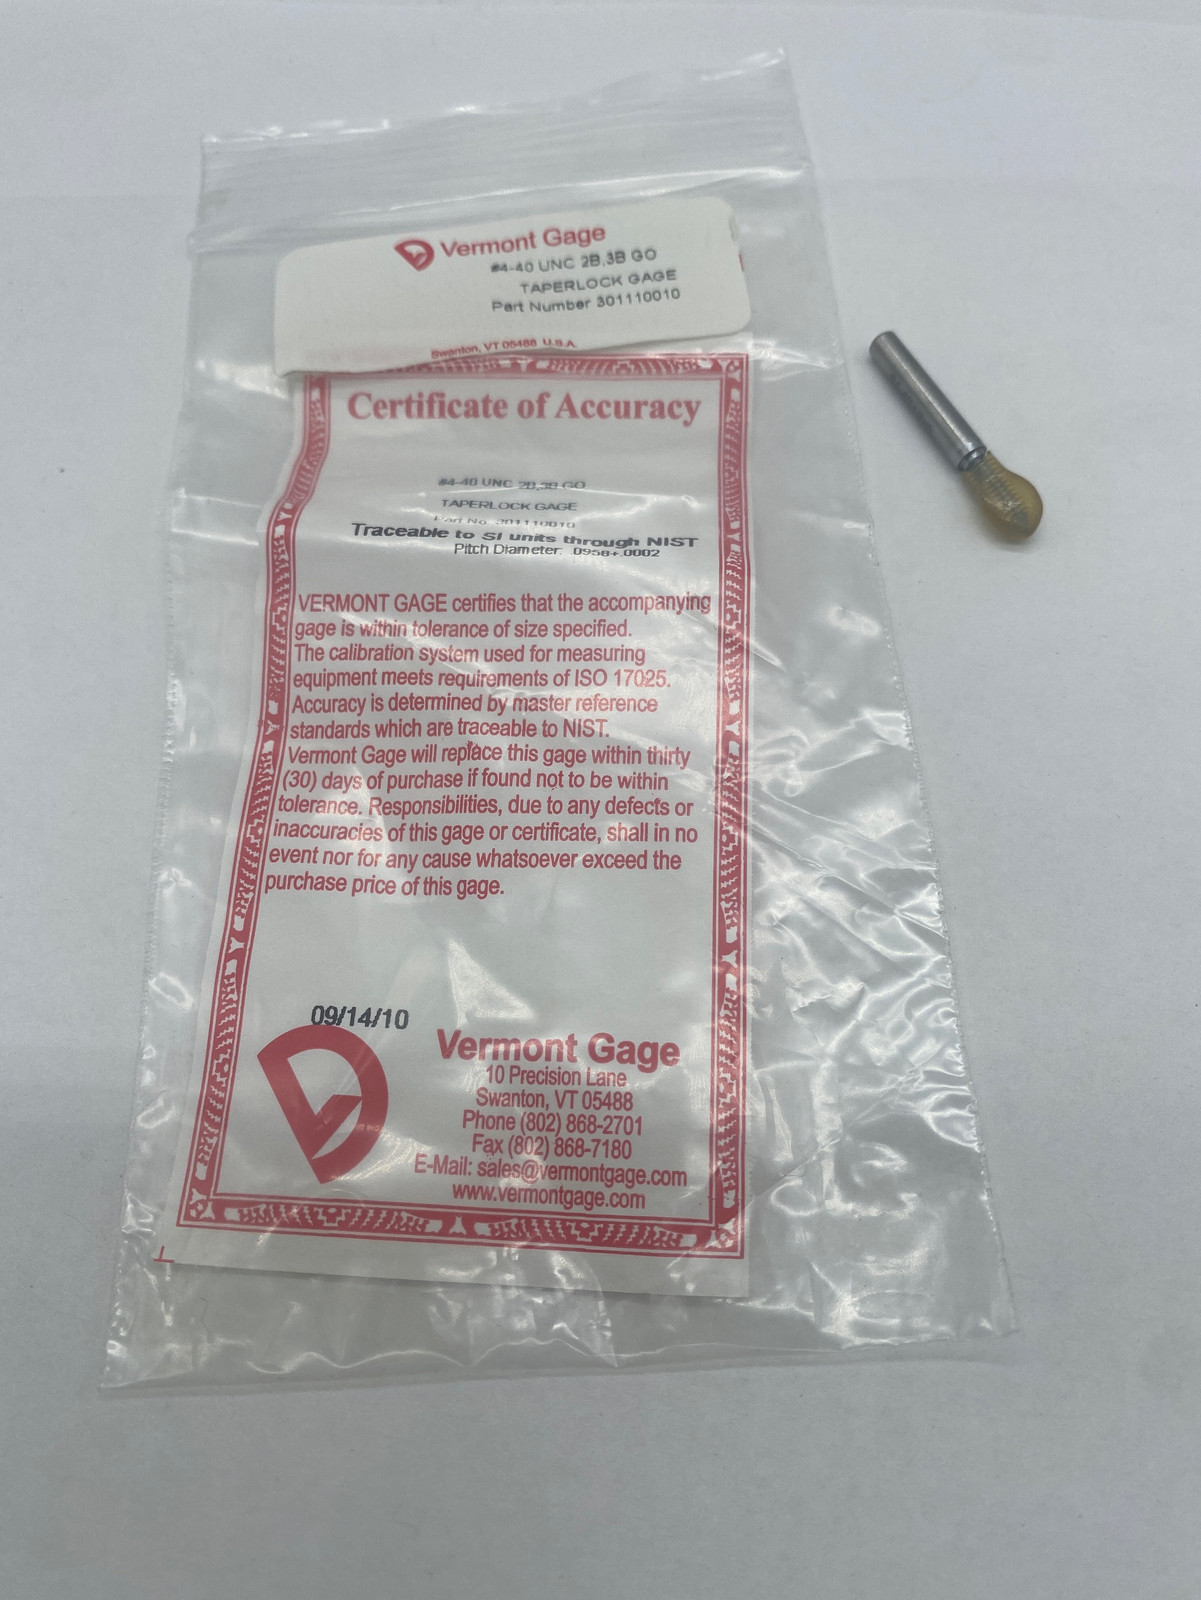 Vermont Gage
#4-40 UNC 2B,3B GO
TAPERLOCK GAGE
Part Number 301110010
Swanton, VT 05488 U.S.A.
Certificate of Accuracy
#4-40 UNC 2B,3B GO
TAPERLOCK GAGE
Part No. 301110010
Traceable to SI units through NIST
Pitch Diameter: .0958+.0002
VERMONT GAGE certifies that the accompanying
gage is within tolerance of size specified.
The calibration system used for measuring
equipment meets requirements of ISO 17025.
Accuracy is determined by master reference
standards which are traceable to NIST.
Vermont Gage will replace this gage within thirty
(30) days of purchase if found not to be within
tolerance. Responsibilities, due to any defects or
inaccuracies of this gage or certificate, shall in no
event nor for any cause whatsoever exceed the
purchase price of this gage.
09/14/10
Vermont Gage
10 Precision Lane
Swanton, VT 05488
Phone (802) 868-2701
Fax (802) 868-7180
E-Mail: sales@vermontgage.com
www.vermontgage.com